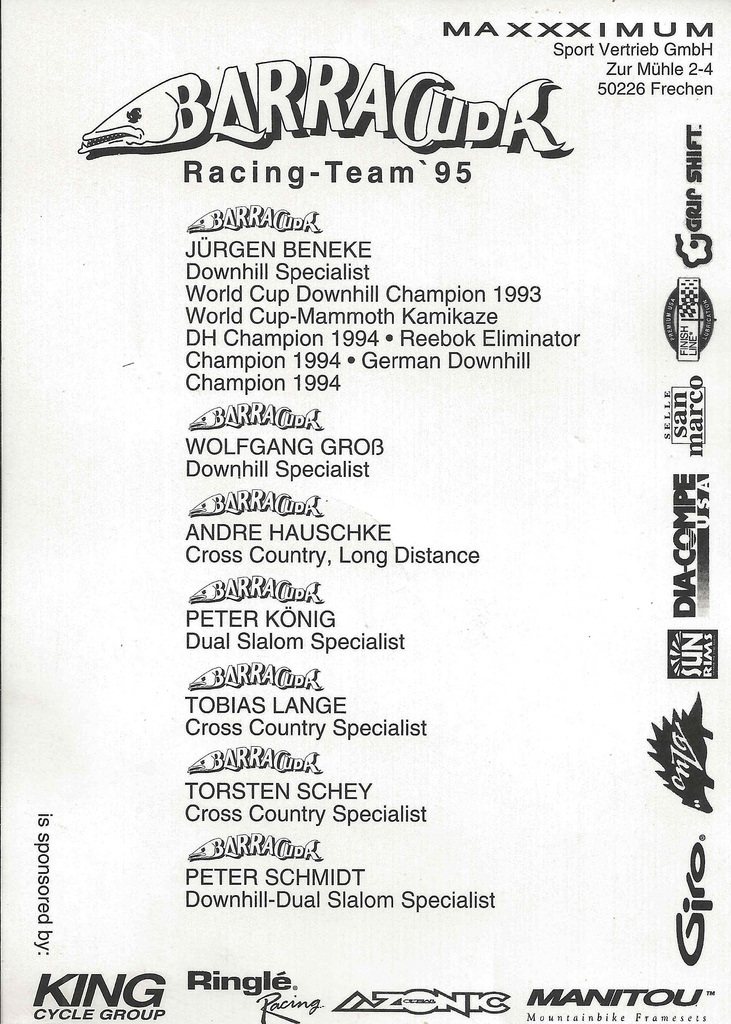 MAXXXIMUM
Sport Vertrieb GmbH
Zur Mühle 2-4
50226 Frechen
BARRACUDA
Racing-Team`95
BARRACUDA
JÜRGEN BENEKE
Downhill Specialist
World Cup Downhill Champion 1993
World Cup-Mammoth Kamikaze
DH Champion 1994 • Reebok Eliminator
Champion 1994 • German Downhill
Champion 1994
BARRACUDA
WOLFGANG GROß
Downhill Specialist
BARRACUDA
ANDRE HAUSCHKE
Cross Country, Long Distance
BARRACUDA
PETER KÖNIG
Dual Slalom Specialist
BARRACUDA
TOBIAS LANGE
Cross Country Specialist
BARRACUDA
TORSTEN SCHEY
Cross Country Specialist
BARRACUDA
PETER SCHMIDT
Downhill-Dual Slalom Specialist
GRIP SHIFT.
PREMIUM USA
FINISH LINE
LUBRICATION
SELLE
san
marco
DIA-COMPE
USA
SUN
RIMS
onza
Giro®
is sponsored by:
KING
CYCLE GROUP
Ringlé®
Racing
AZONIC
MANITOU™
Mountainbike Framesets